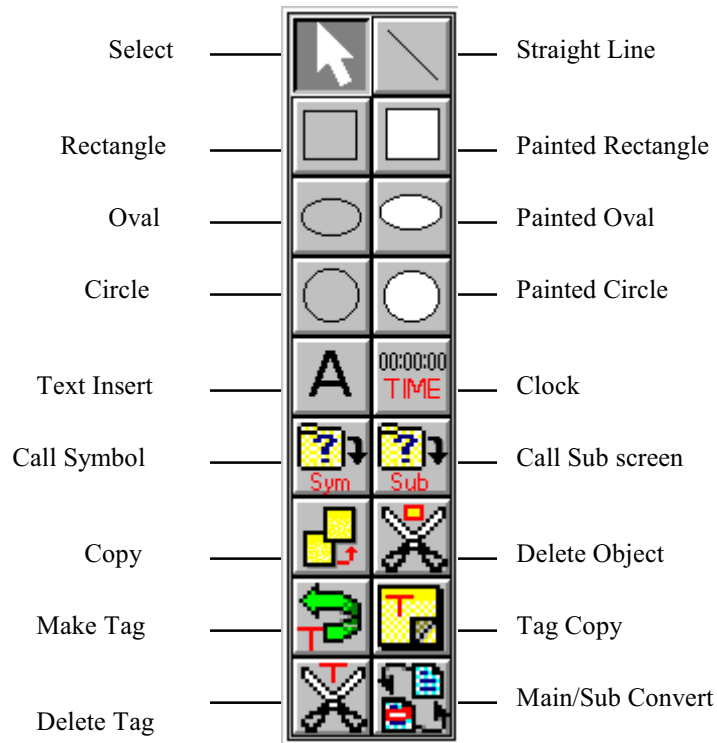 Select
Straight Line
Rectangle
Painted Rectangle
Oval
Painted Oval
Circle
Painted Circle
Text Insert
A
00:00:00
TIME
Clock
Call Symbol
?
Sym
?
Sub
Call Sub screen
Copy
Delete Object
Make Tag
T
T
Tag Copy
Delete Tag
T
Main/Sub Convert